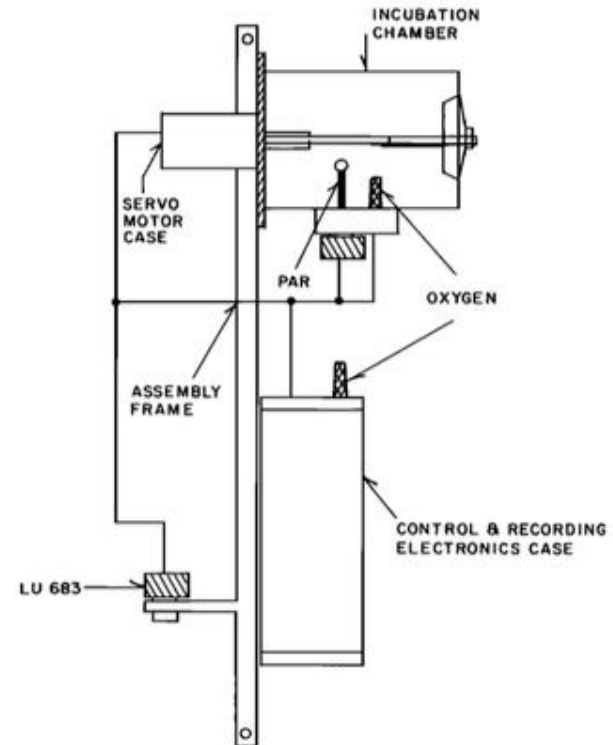 INCUBATION
CHAMBER
SERVO
MOTOR
CASE
PAR
OXYGEN
ASSEMBLY
FRAME
CONTROL & RECORDING
ELECTRONICS CASE
LU 683